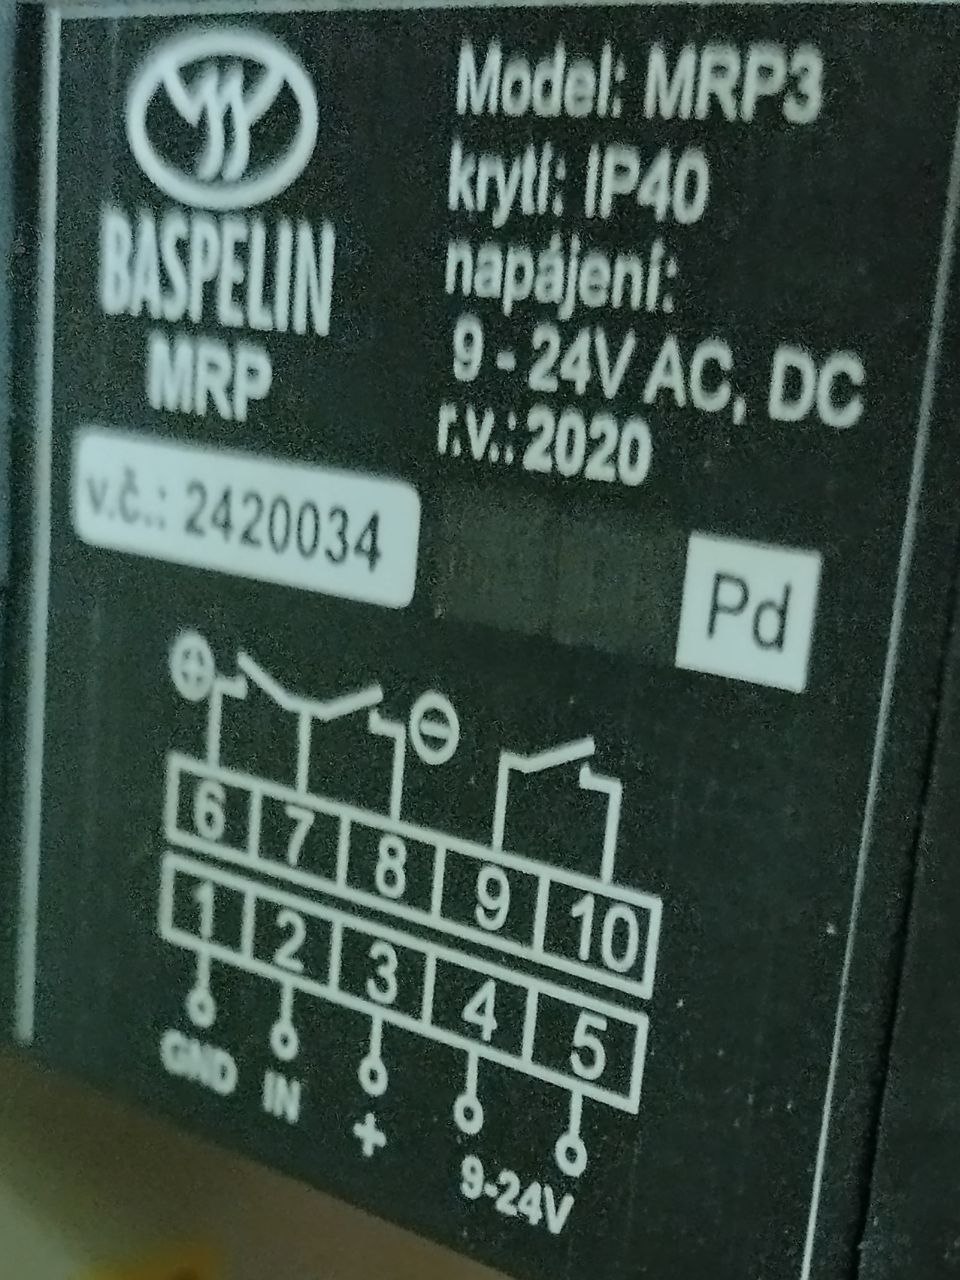 BASPELIN
MRP
v.č.: 2420034
Model: MRP3
krytí: IP40
napájení:
9 - 24V AC, DC
r.v.: 2020
Pd
+ -
6 7 8 9 10
1 2 3 4 5
GND IN + 9-24V